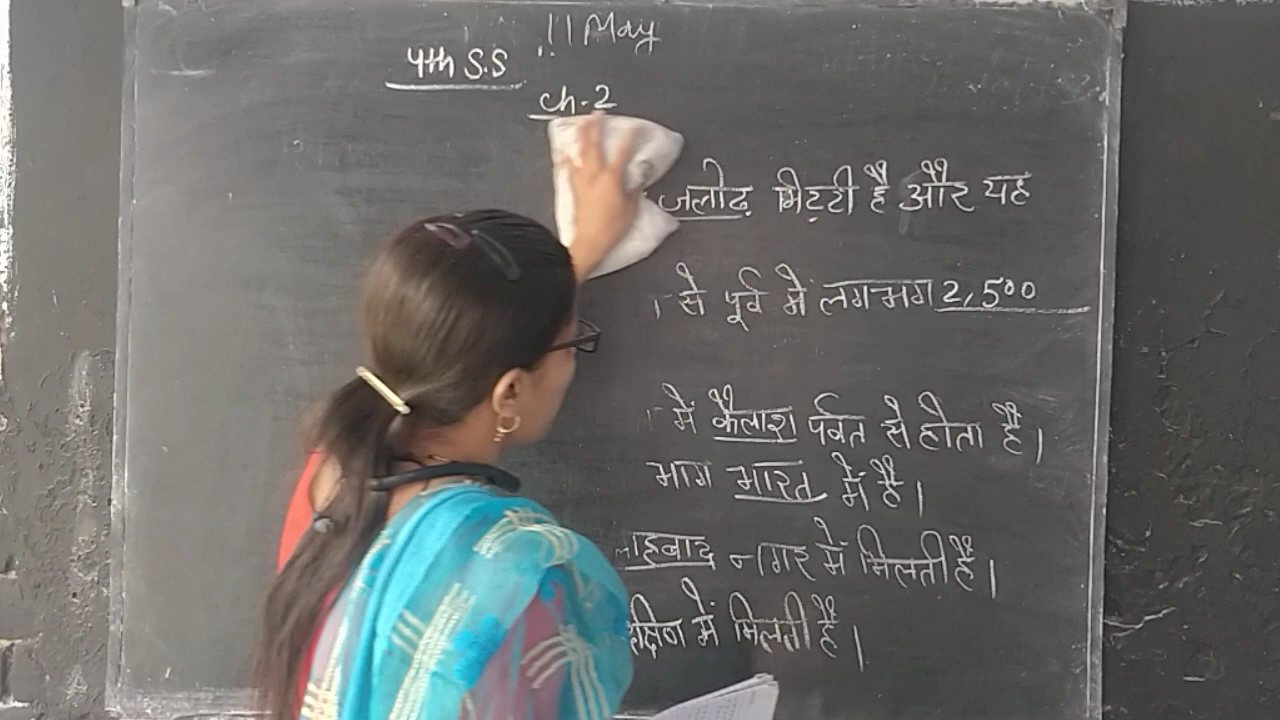 11 May
4th S.S
Ch-2
जलोढ़ मिट्टी है और यह
से पूर्व में लगभग 2,500
में कैलाश पर्वत से होता है।
भाग भारत में है।
नगर में मिलती है।
में मिलती है।